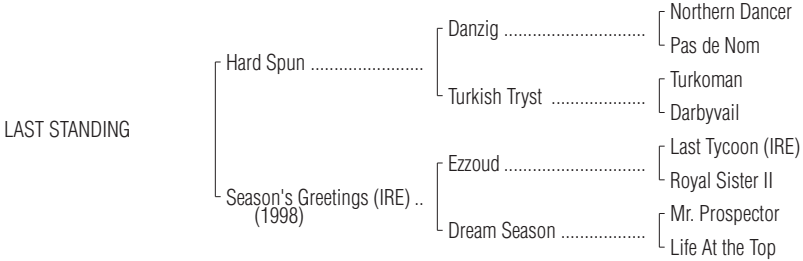 Northern Dancer
Danzig ..............................
Pas de Nom
Hard Spun ........................
Turkoman
Turkish Tryst ....................
Darbyvail
LAST STANDING
Last Tycoon (IRE)
Ezzoud ..............................
Royal Sister II
Season's Greetings (IRE) ..
(1998)
Mr. Prospector
Dream Season ..................
Life At the Top